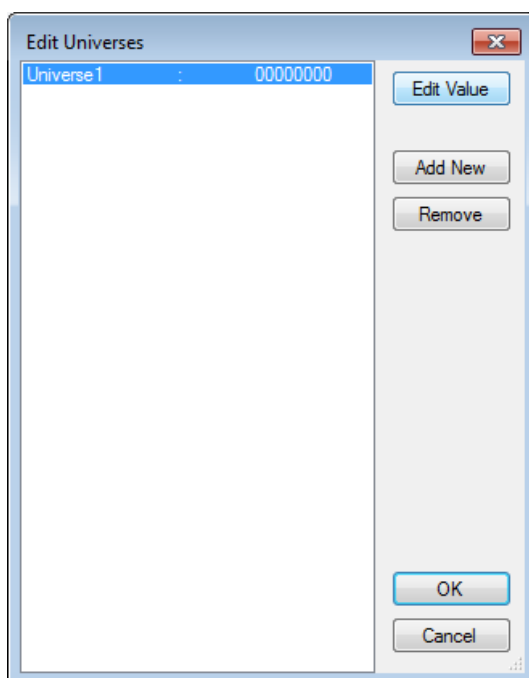 Edit Universes
Universe1 : 00000000
Edit Value
Add New
Remove
OK
Cancel